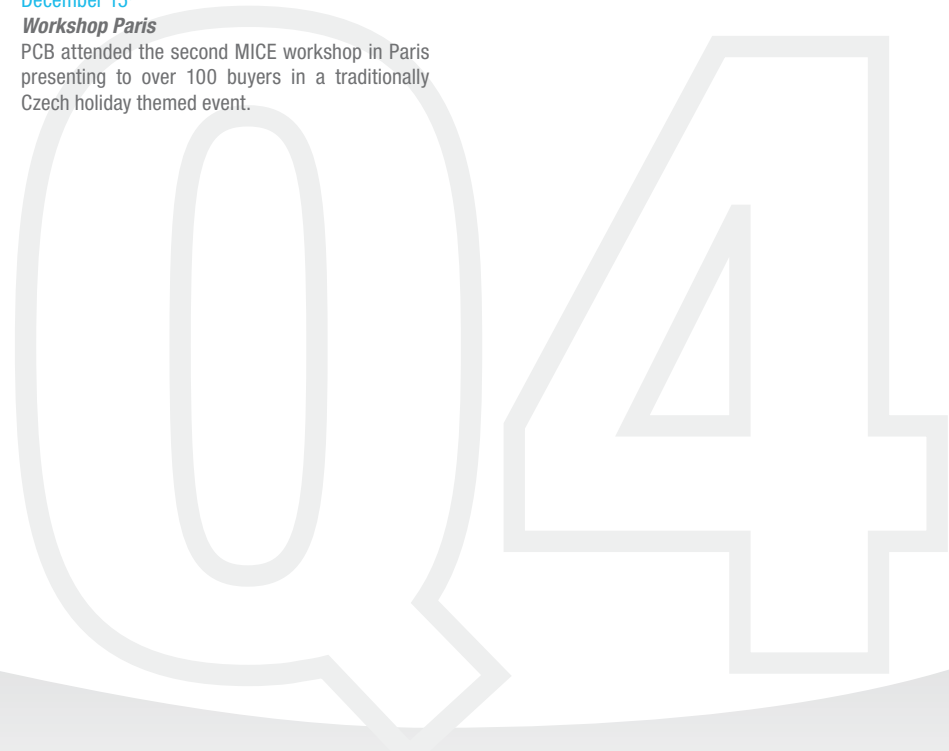 December 15
Workshop Paris
PCB attended the second MICE workshop in Paris
presenting to over 100 buyers in a traditionally
Czech holiday themed event.
Q4